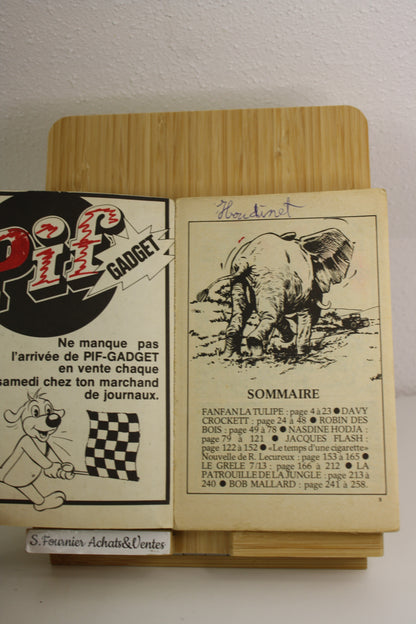 Pif
GADGET
Ne manque pas
l'arrivée de PIF-GADGET
en vente chaque
samedi chez ton marchand
de journaux.
S. Fournier Achats&Ventes
Houdinet
SOMMAIRE
FANFAN LA TULIPE : page 4 à 23 ● DAVY
CROCKETT : page 24 à 48 ● ROBIN DES
BOIS : page 49 à 78 ● NASDINE HODJA :
page 79 à 121 ● JACQUES FLASH :
page 122 à 152 ● «Le temps d'une cigarette»
Nouvelle de R. Lecureux : page 153 à 165 ●
LE GRELE 7/13 : page 166 à 212 ● LA
PATROUILLE DE LA JUNGLE : page 213 à
240 ● BOB MALLARD : page 241 à 258.
3